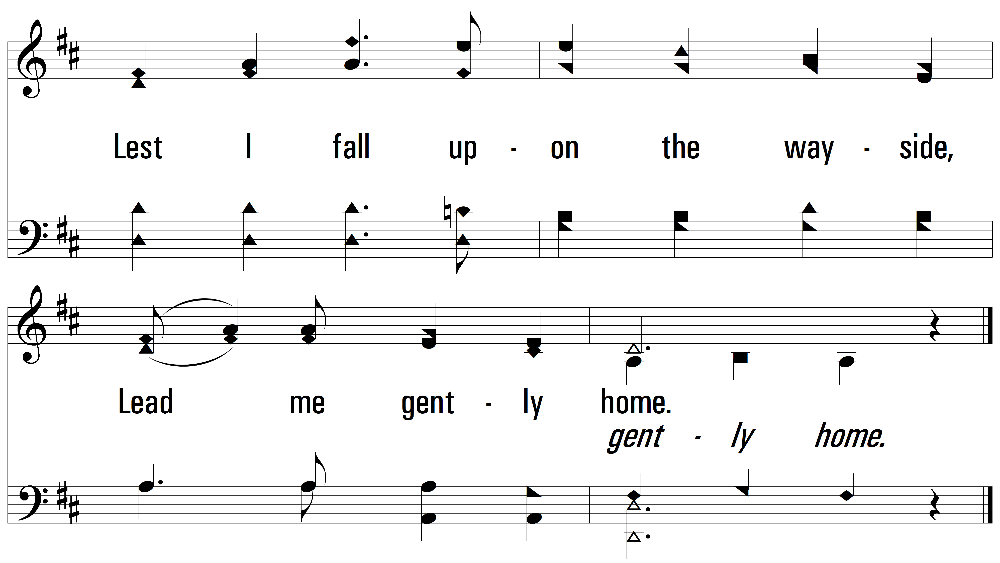 Lest I fall up - on the way - side,
Lead me gent - ly home.
gent - ly home.